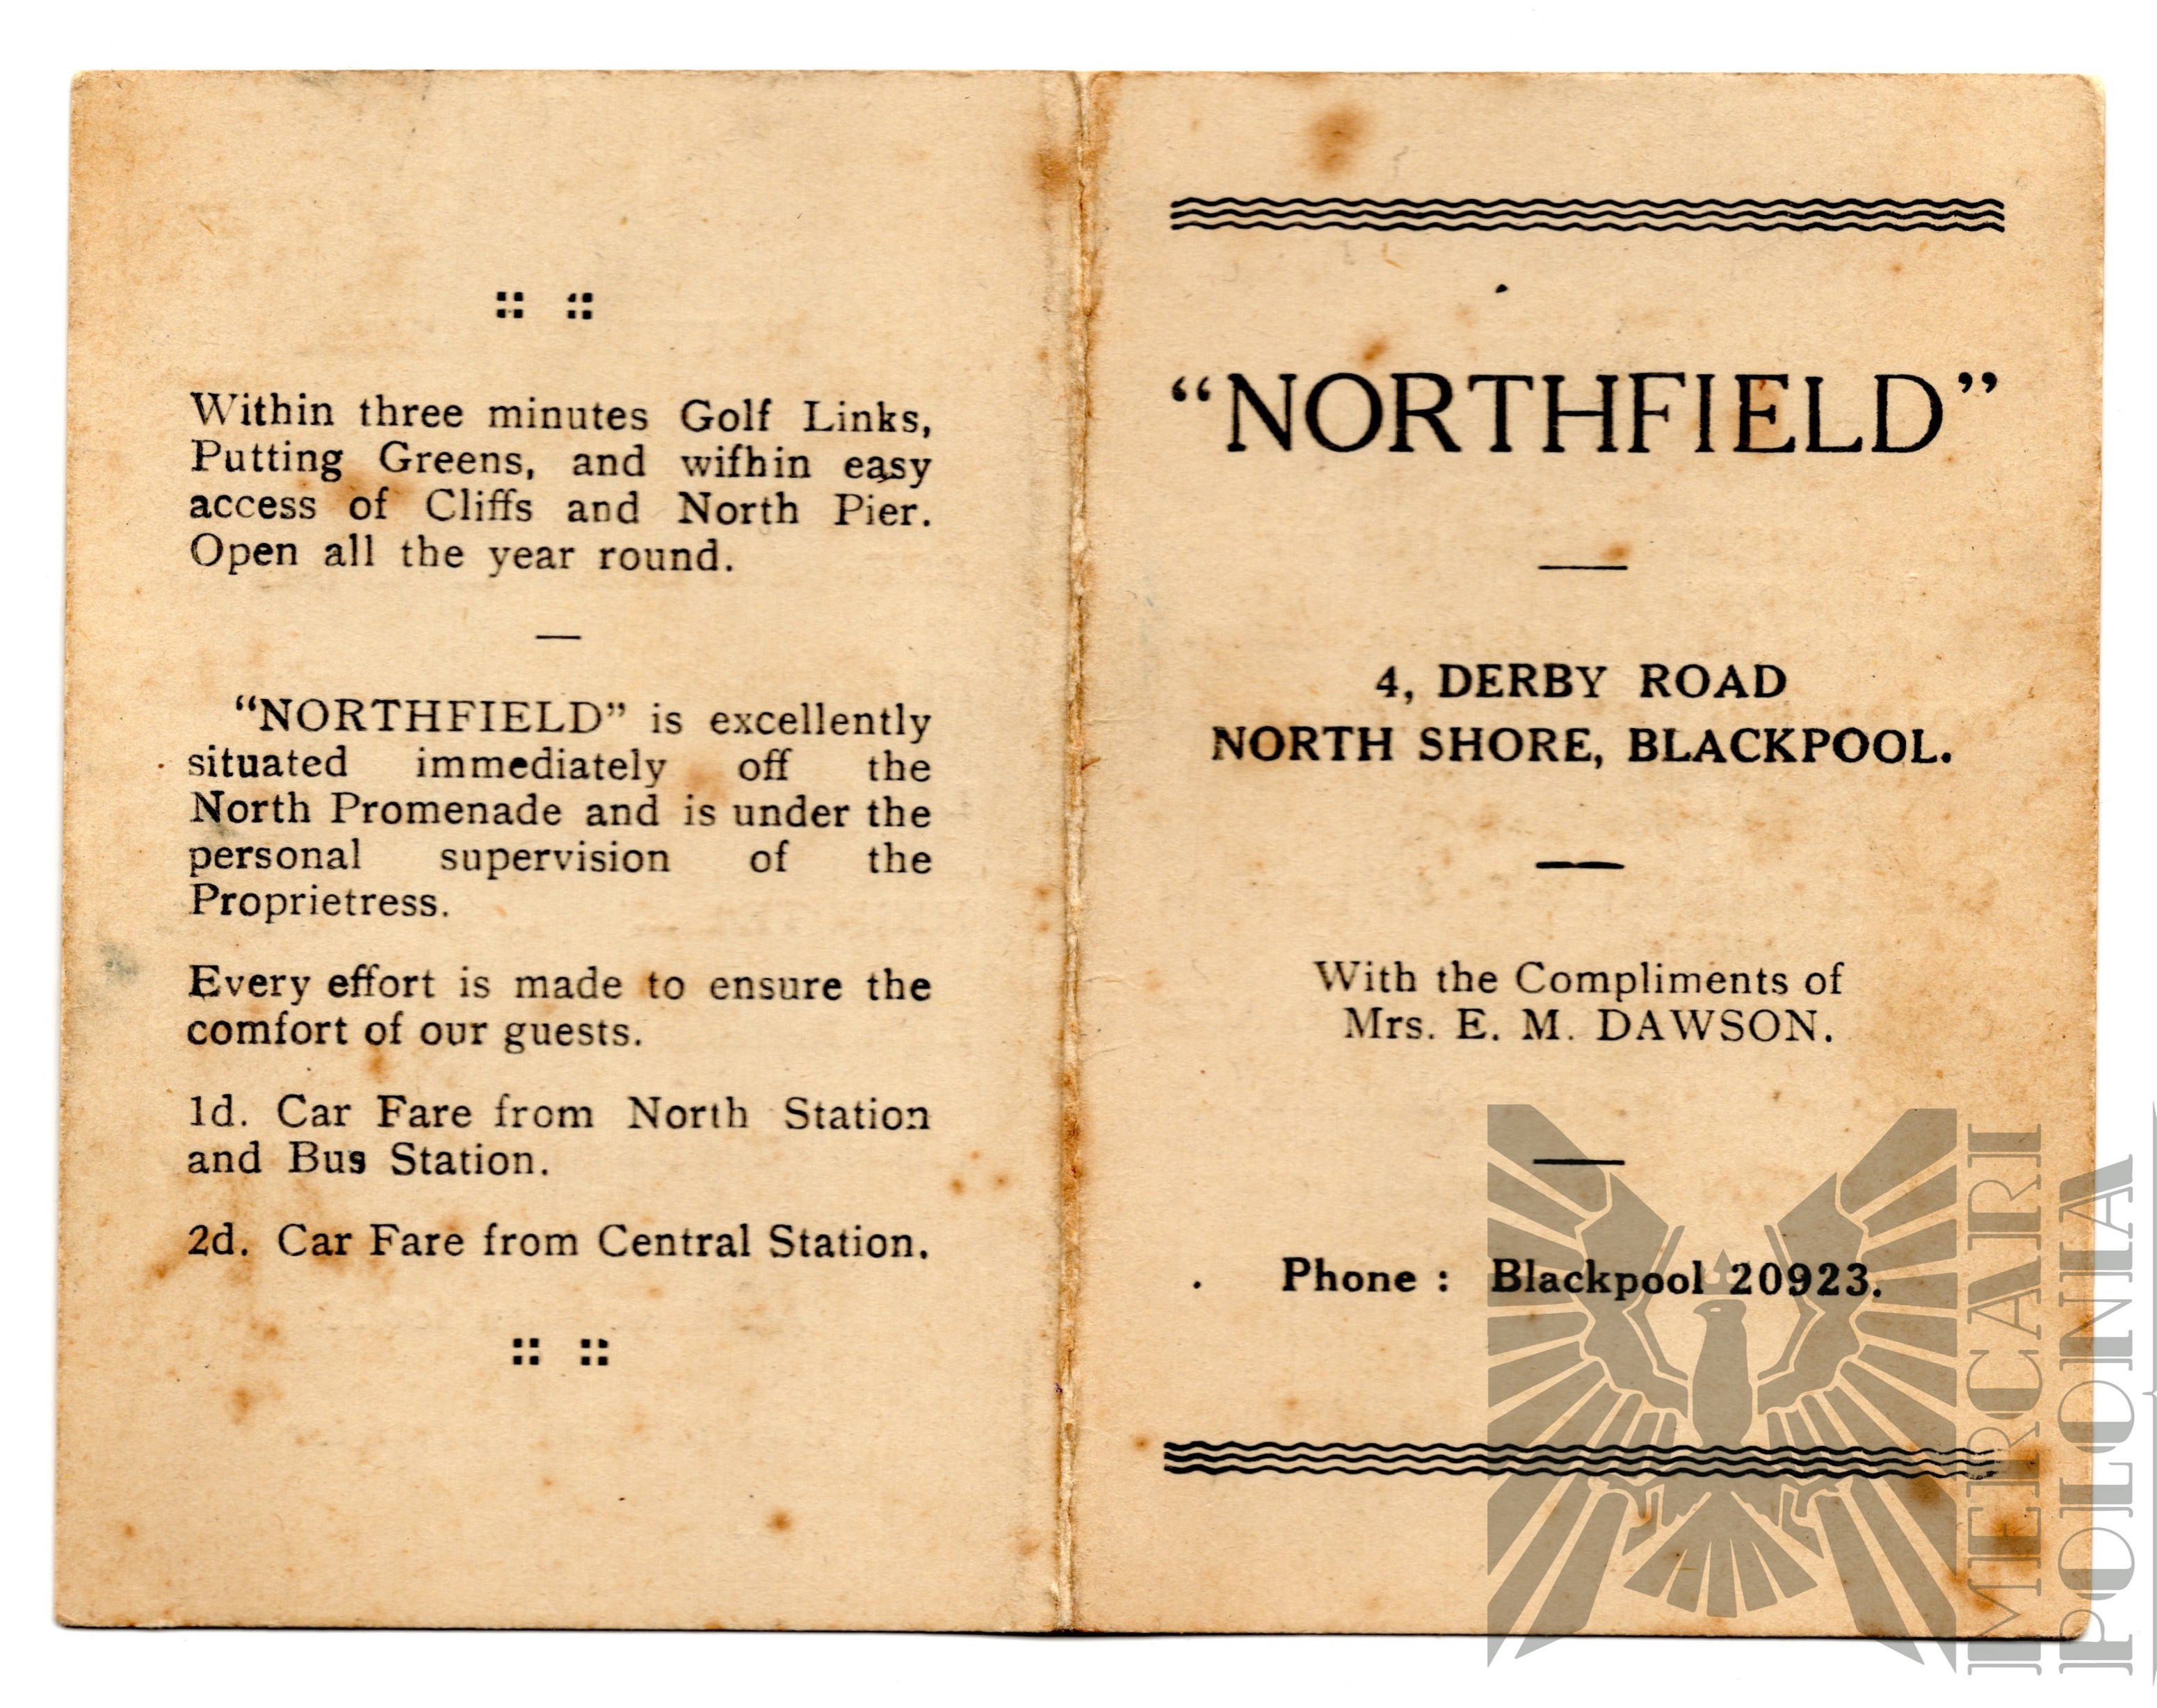 Within three minutes Golf Links,
Putting Greens, and wifhin easy
access of Cliffs and North Pier.
Open all the year round.
—
“NORTHFIELD” is excellently
situated immediately off the
North Promenade and is under the
personal supervision of the
Proprietress.
Every effort is made to ensure the
comfort of our guests.
1d. Car Fare from North Station
and Bus Station.
2d. Car Fare from Central Station.
“NORTHFIELD”
—
4, DERBY ROAD
NORTH SHORE, BLACKPOOL.
—
With the Compliments of
Mrs. E. M. DAWSON.
—
Phone : Blackpool 20923.
MERCARI
POLONIA